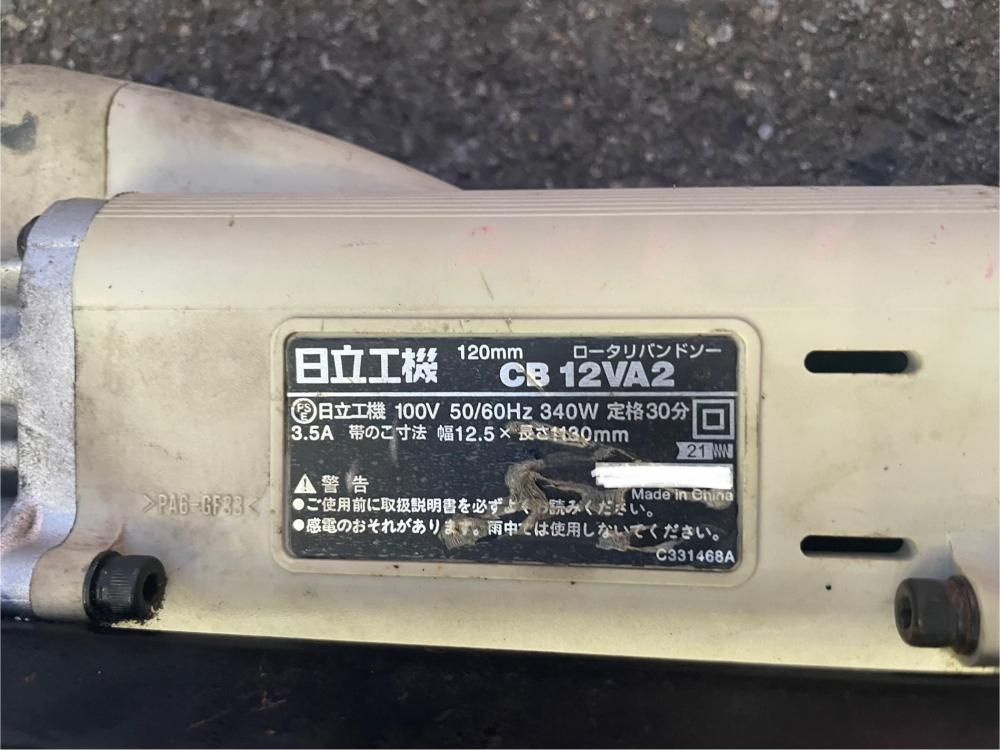 日立工機 120mm ロータリバンドソー
CB 12VA2
PSE 日立工機 100V 50/60Hz 340W 定格30分
3.5A 帯のこ寸法 幅12.5×長さ1130mm
21
警告
Made in China
●ご使用前に取扱説明書を必ずよくお読みください。
●感電のおそれがあります。雨中では使用しないでください。
C331468A
>PA6-GF33<